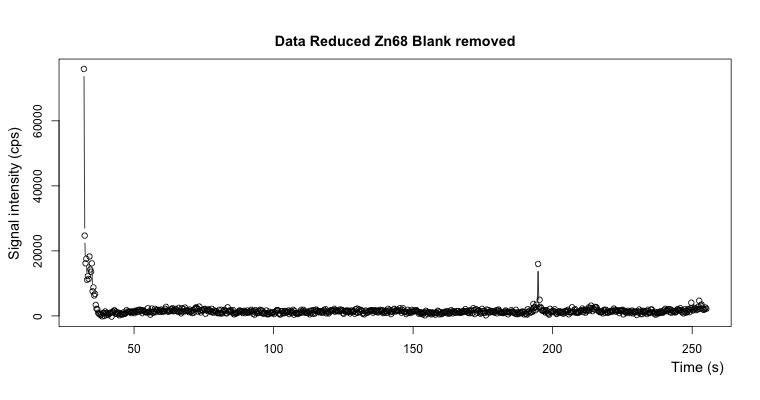 Data Reduced Zn68 Blank removed
Signal intensity (cps)
60000
40000
20000
0
50 100 150 200 250
Time (s)